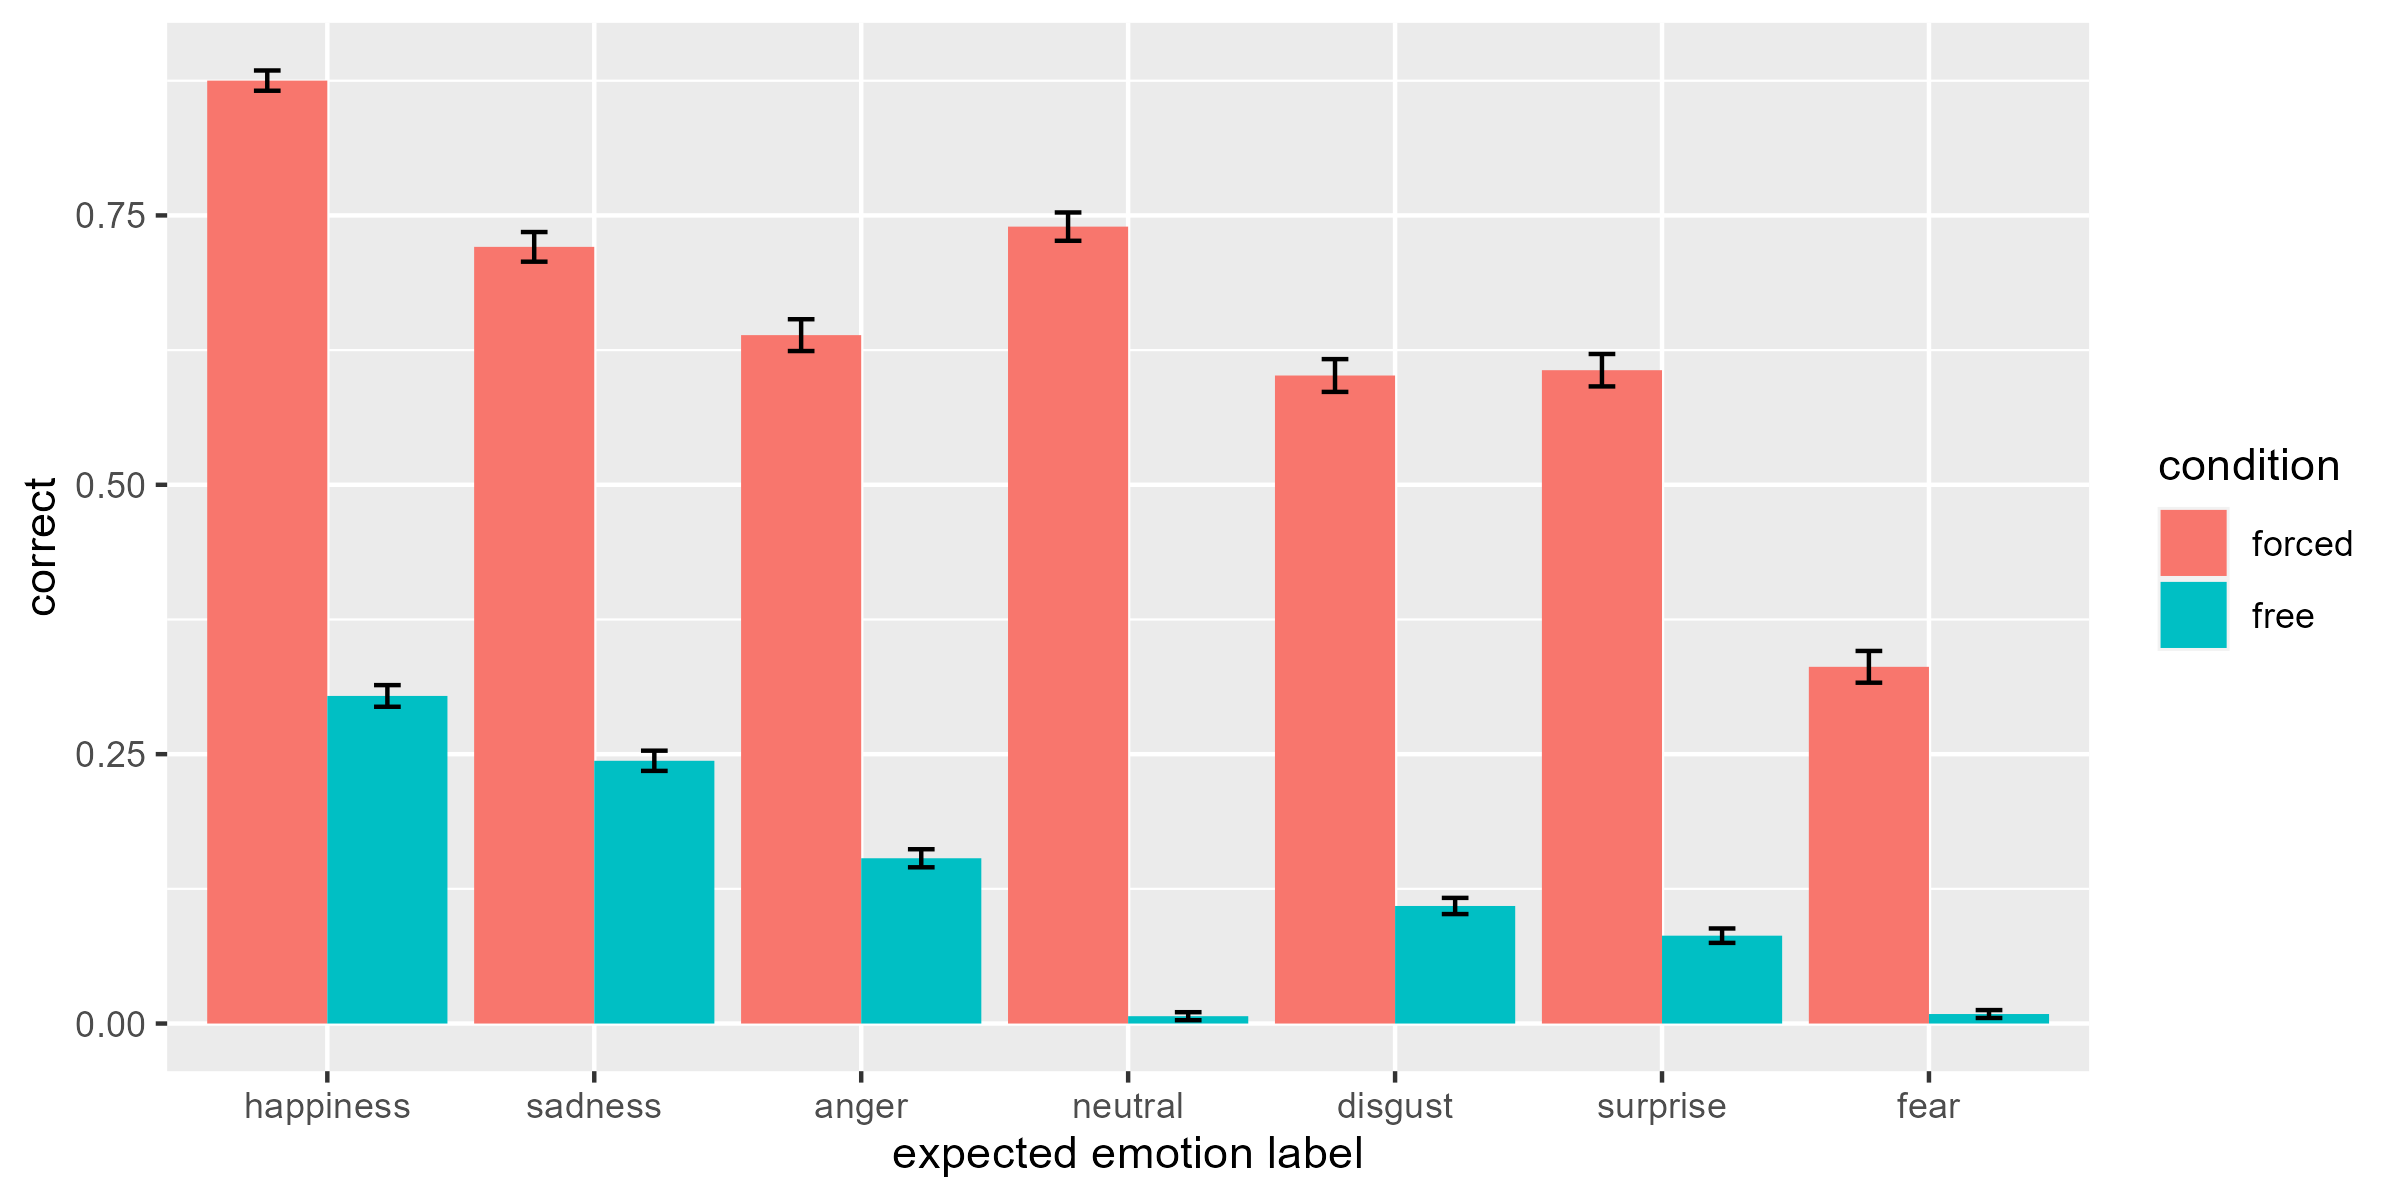 correct
0.75
0.50
0.25
0.00
happiness sadness anger neutral disgust surprise fear
expected emotion label
condition
forced
free